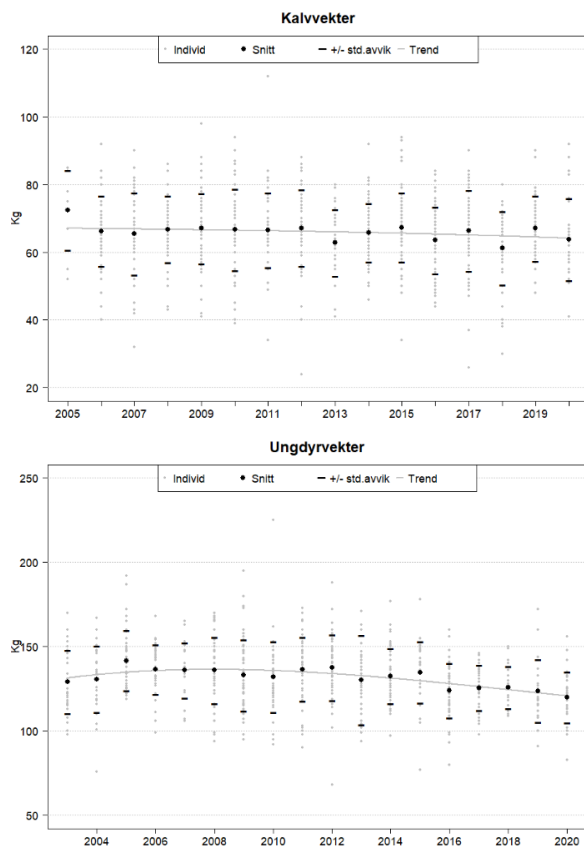 Kalvvekter
Individ Snitt +/- std.avvik Trend
120
100
80
60
40
20
Kg
2005 2007 2009 2011 2013 2015 2017 2019
Ungdyrvekter
Individ Snitt +/- std.avvik Trend
250
200
150
100
50
Kg
2004 2006 2008 2010 2012 2014 2016 2018 2020